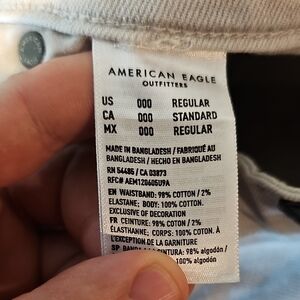 AMERICAN EAGLE
OUTFITTERS
US 000 REGULAR
CA 000 STANDARD
MX 000 REGULAR
MADE IN BANGLADESH / FABRIQUÉ AU
BANGLADESH / HECHO EN BANGLADESH
RN 54485 / CA 03873
RFC# AEM120605U9A
EN WAISTBAND: 98% COTTON / 2%
ELASTANE; BODY: 100% COTTON.
EXCLUSIVE OF DECORATION
FR CEINTURE: 98% COTON / 2%
ÉLASTHANNE; CORPS: 100% COTON. À
L'EXCEPTION DE LA GARNITURE
98% algodón /
100% algodón